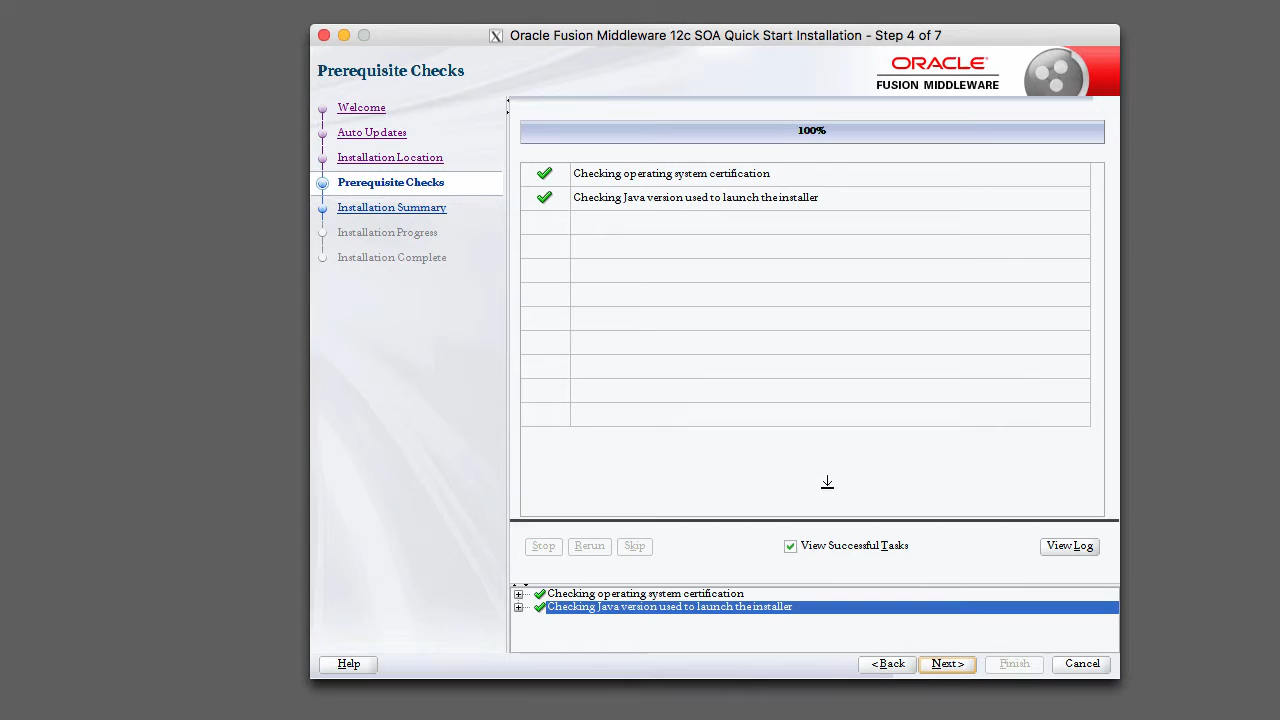 Oracle Fusion Middleware 12c SOA Quick Start Installation - Step 4 of 7
Prerequisite Checks
ORACLE
FUSION MIDDLEWARE
Welcome
Auto Updates
Installation Location
Prerequisite Checks
Installation Summary
Installation Progress
Installation Complete
100%
Checking operating system certification
Checking Java version used to launch the installer
Stop
Rerun
Skip
View Successful Tasks
View Log
Checking operating system certification
Checking Java version used to launch the installer
Help
< Back
Next >
Finish
Cancel